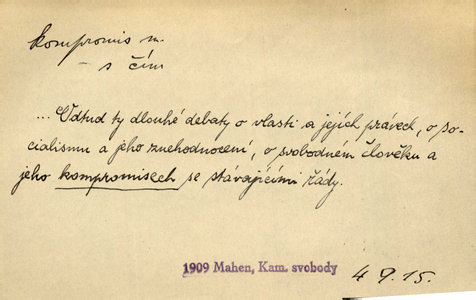 kompromis m.
– s čím
... Odtud ty dlouhé debaty o vlasti a jejích právech, o so-
cialismu a jeho znehodnocení, o svobodném člověku a
jeho kompromisech se stávajícími řády.
1909 Mahen, Kam. svobody
4 9. 15.